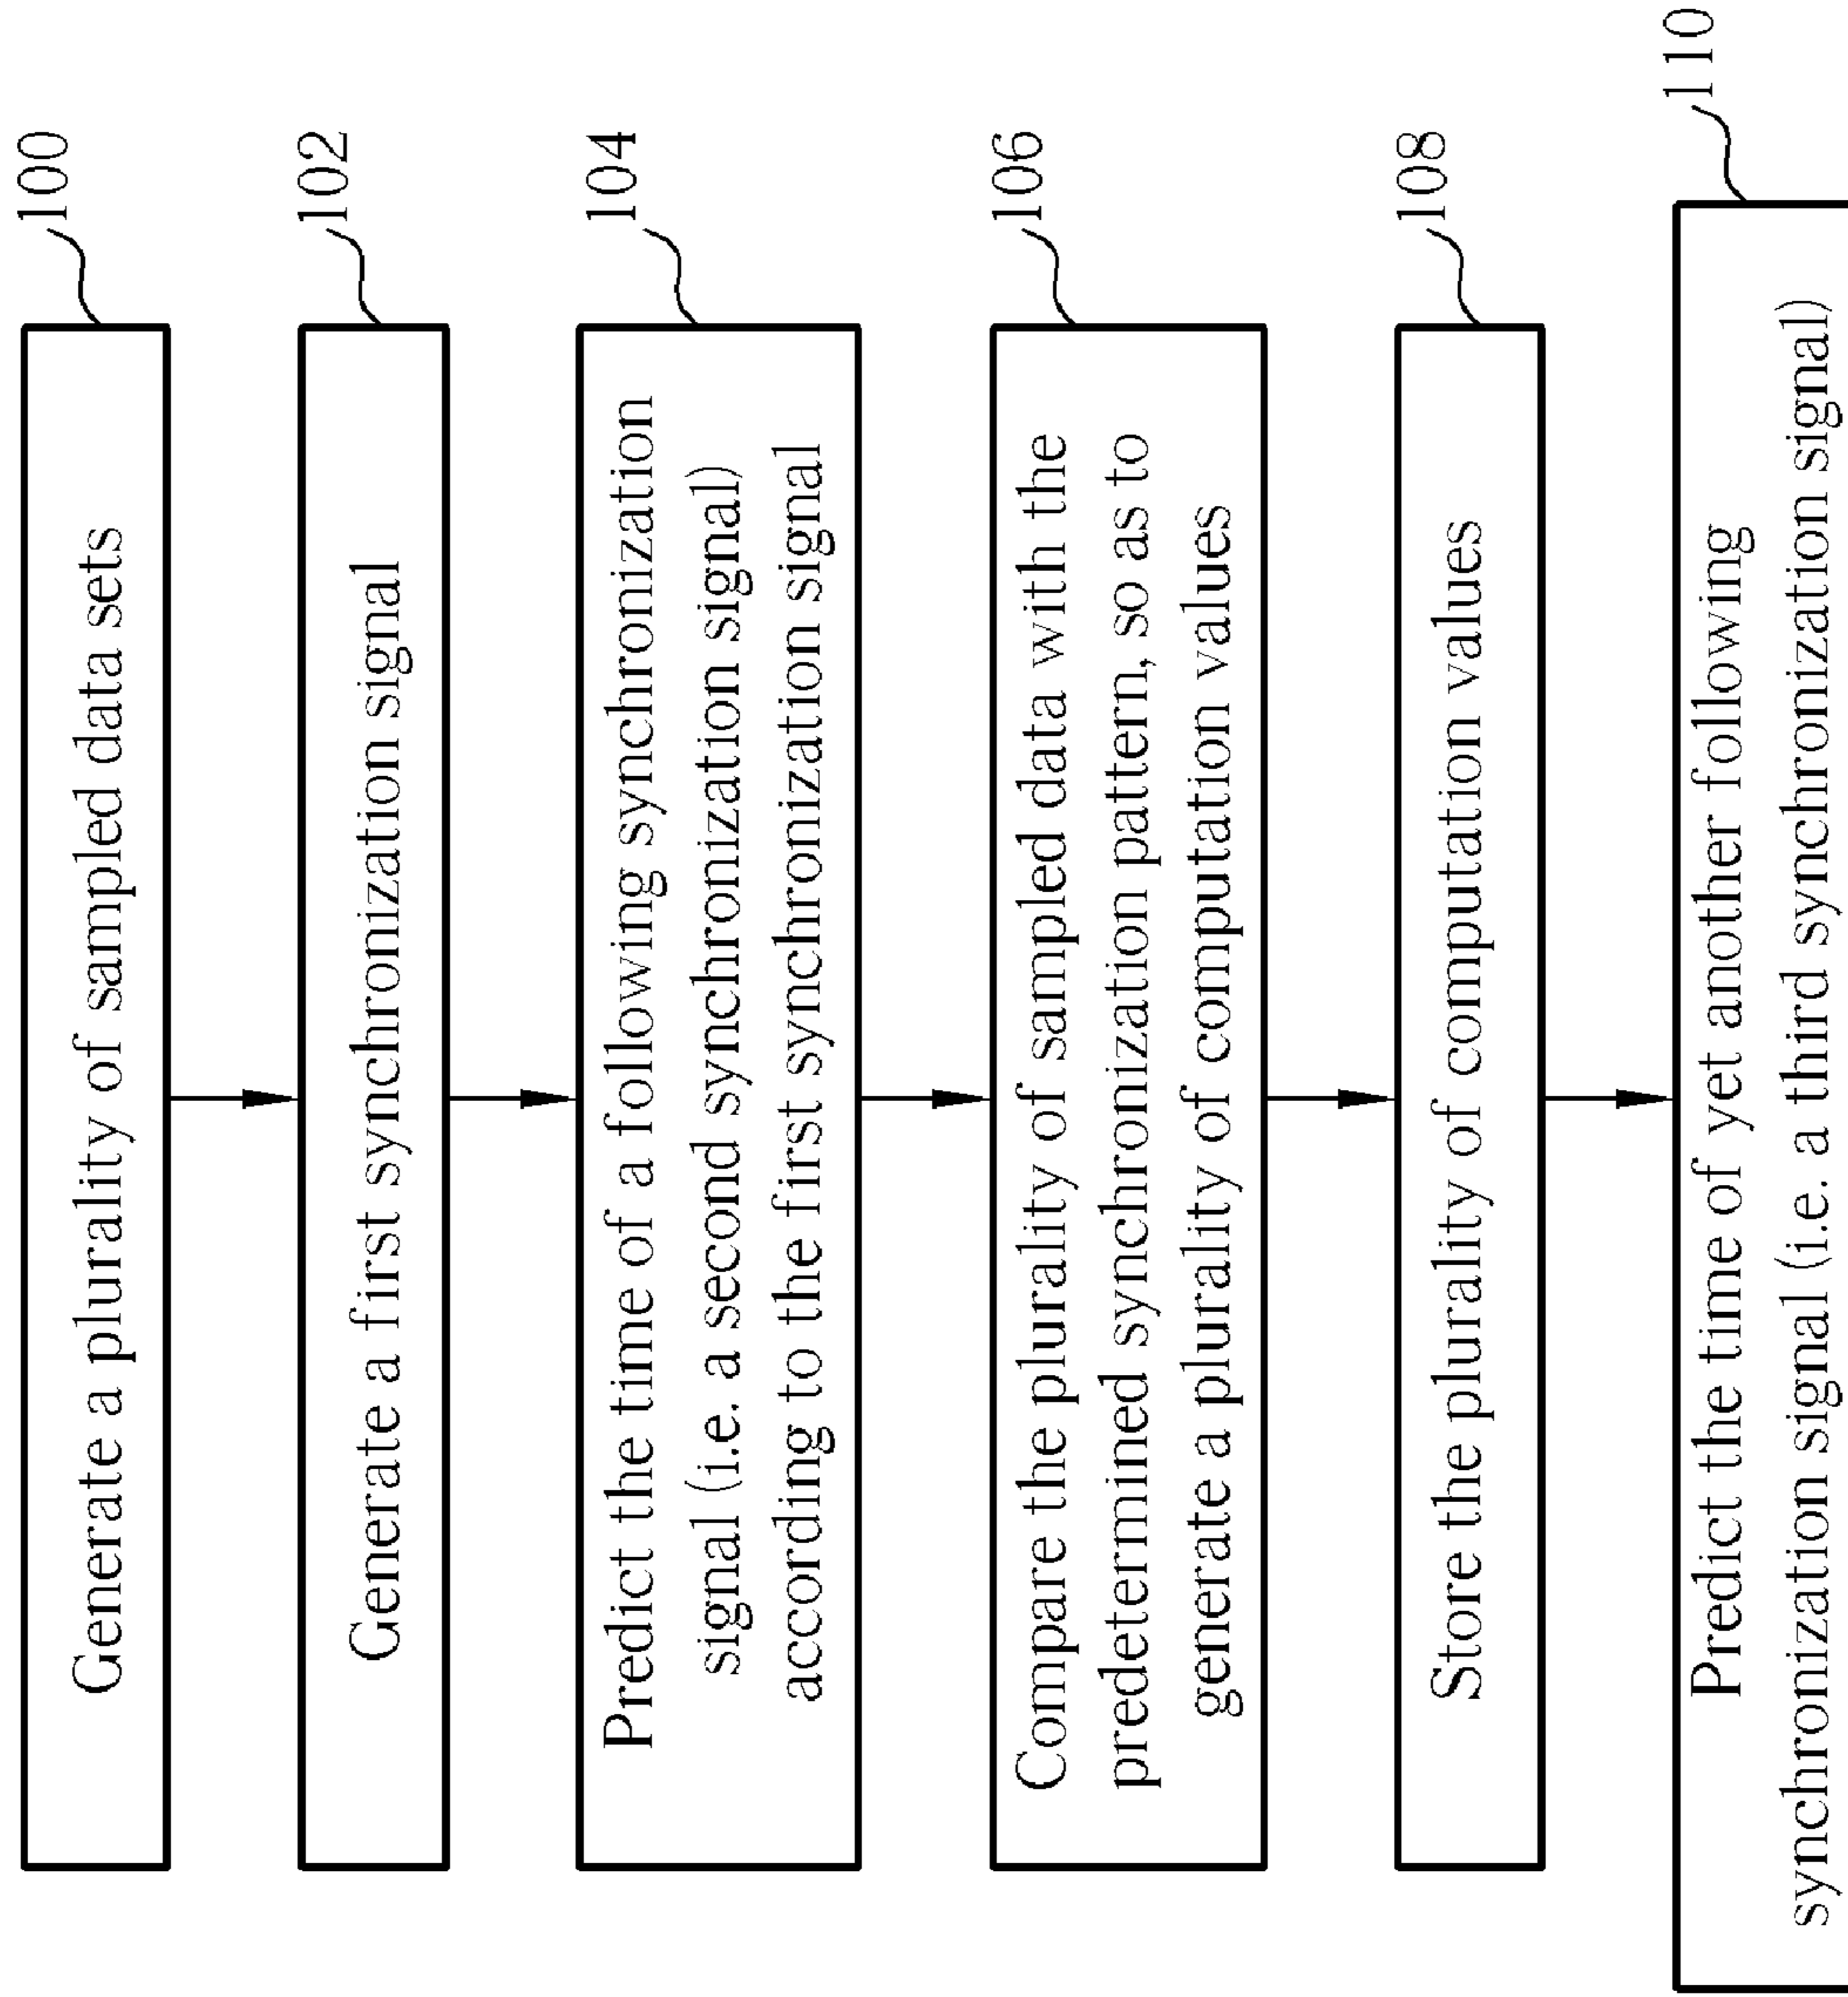 100
Generate a plurality of sampled data sets
102
Generate a first synchronization signal
104
Predict the time of a following synchronization
signal (i.e. a second synchronization signal)
according to the first synchronization signal
106
Compare the plurality of sampled data with the
predetermined synchronization pattern, so as to
generate a plurality of computation values
108
Store the plurality of computation values
110
Predict the time of yet another following
synchronization signal (i.e. a third synchronization signal)